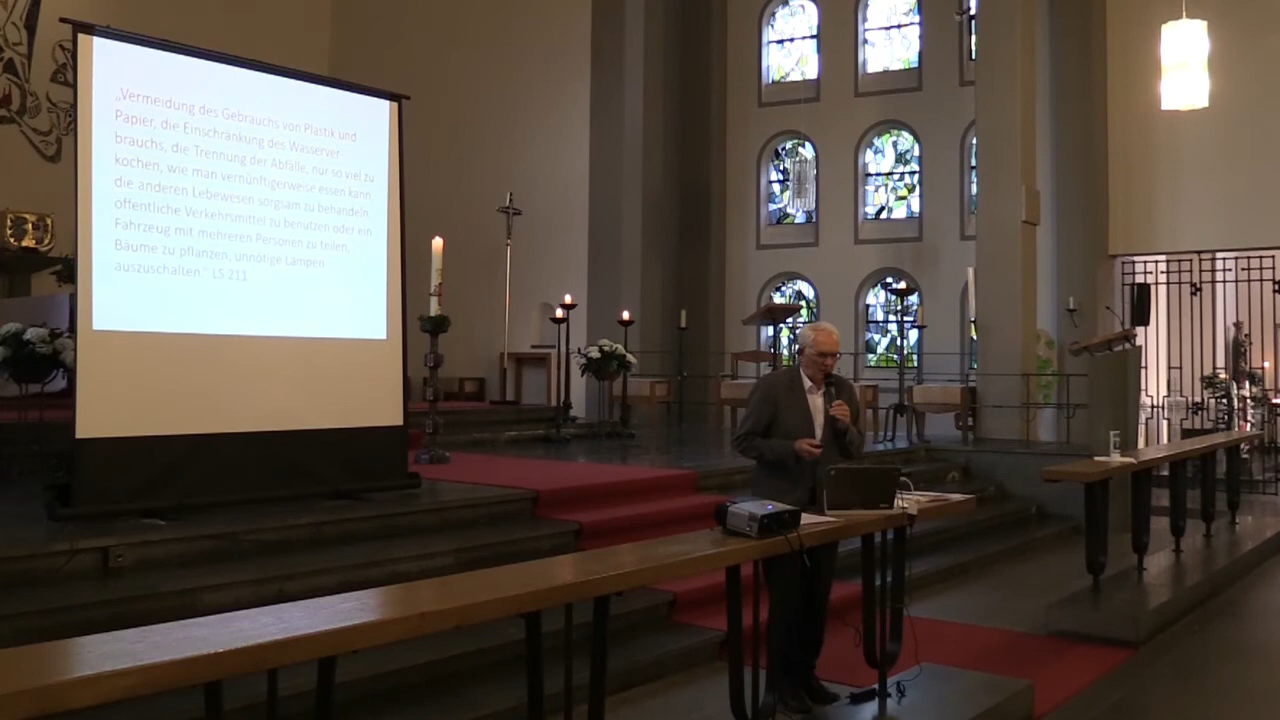 „Vermeidung des Gebrauchs von Plastik und
Papier, die Einschränkung des Wasserver-
brauchs, die Trennung der Abfälle, nur so viel zu
kochen, wie man vernünftigerweise essen kann
die anderen Lebewesen sorgsam zu behandeln,
öffentliche Verkehrsmittel zu benutzen oder ein
Fahrzeug mit mehreren Personen zu teilen,
Bäume zu pflanzen, unnötige Lampen
auszuschalten." LS 211